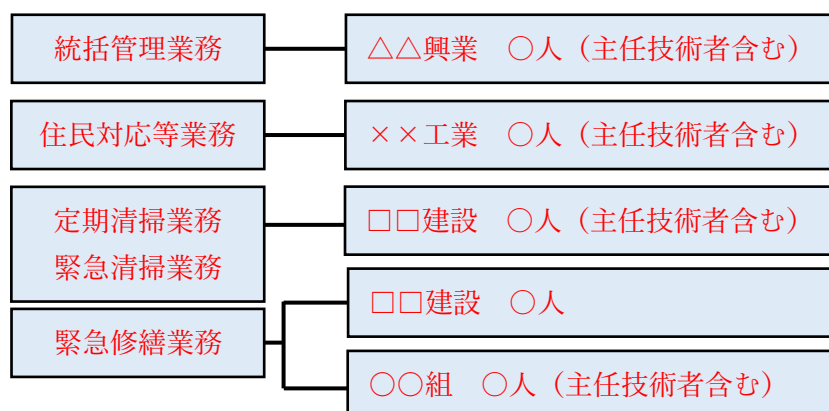 統括管理業務
△△興業　○人（主任技術者含む）
住民対応等業務
××工業　○人（主任技術者含む）
定期清掃業務
緊急清掃業務
□□建設　○人（主任技術者含む）
緊急修繕業務
□□建設　○人
○○組　○人（主任技術者含む）